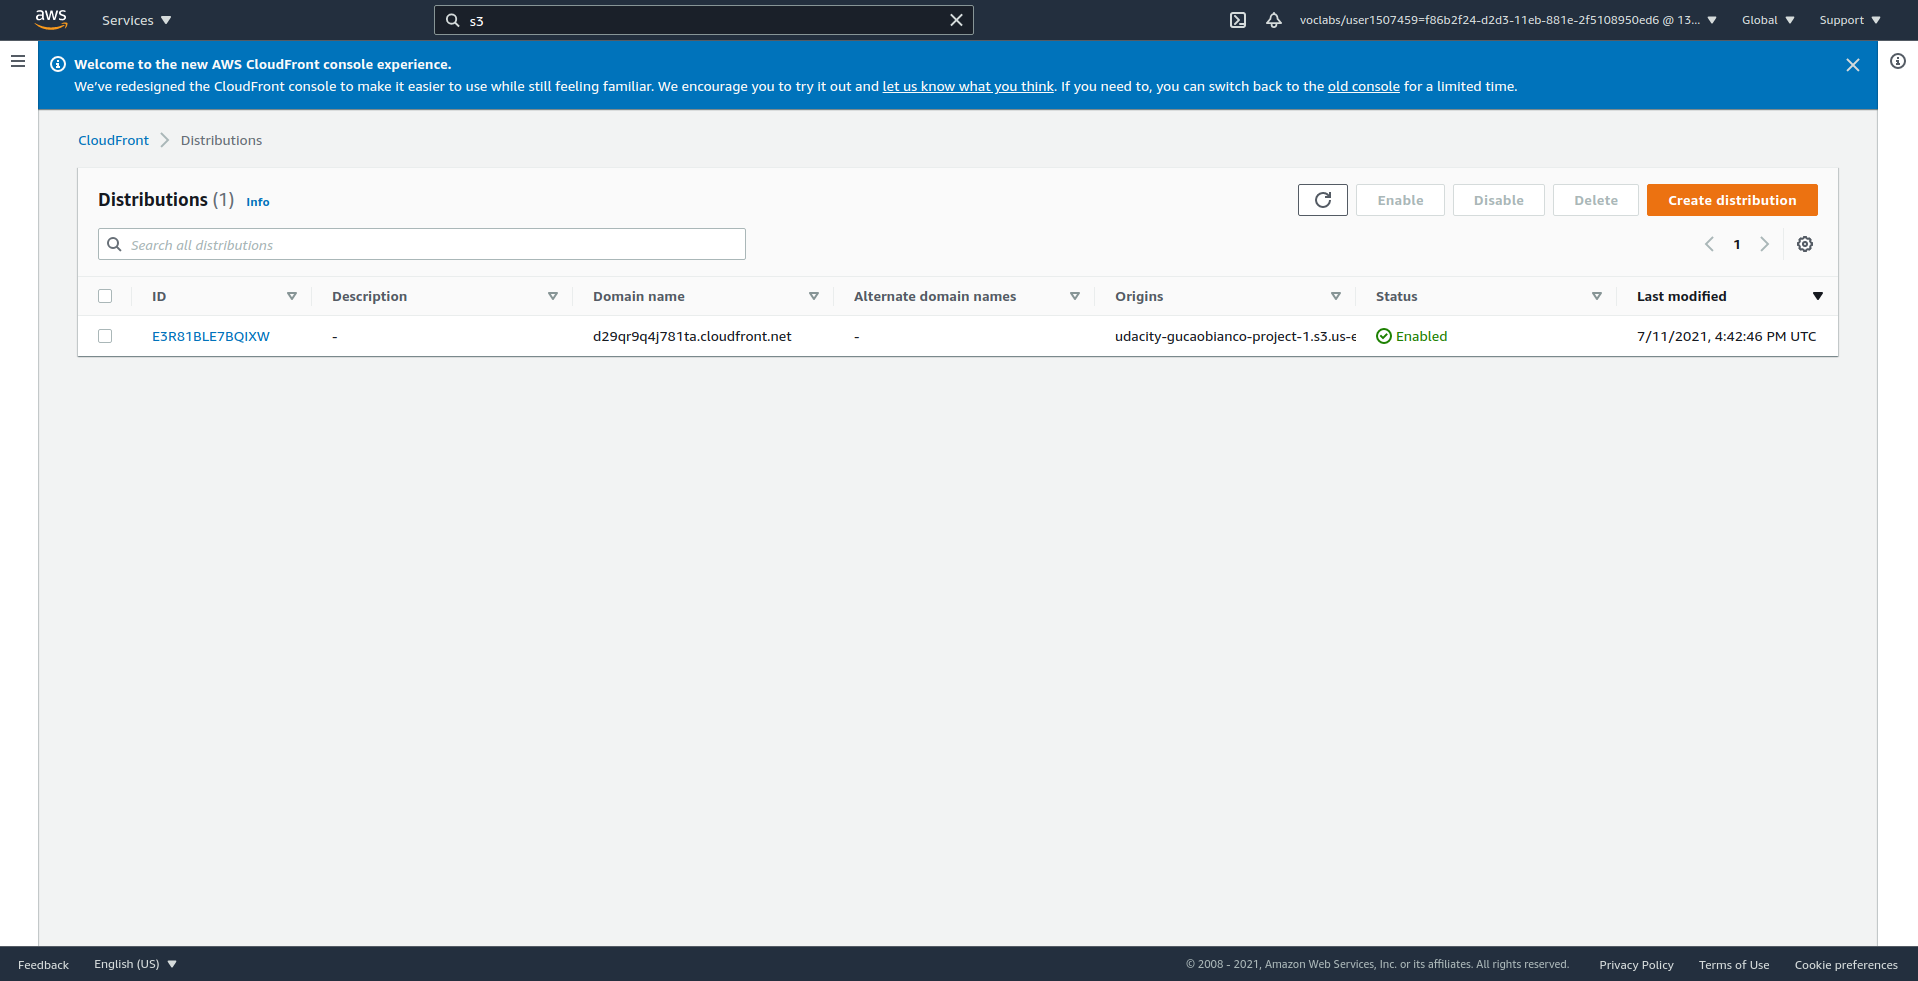 aws Services s3 voclabs/user1507459=f86b2f24-d2d3-11eb-881e-2f5108950ed6 @ 13... Global Support
Welcome to the new AWS CloudFront console experience.
We've redesigned the CloudFront console to make it easier to use while still feeling familiar. We encourage you to try it out and let us know what you think. If you need to, you can switch back to the old console for a limited time.
CloudFront Distributions
Distributions (1) Info Enable Disable Delete Create distribution
Search all distributions 1
ID Description Domain name Alternate domain names Origins Status Last modified
E3R81BLE7BQIXW - d29qr9q4j781ta.cloudfront.net - udacity-gucaobianco-project-1.s3.us-e Enabled 7/11/2021, 4:42:46 PM UTC
Feedback English (US) © 2008 - 2021, Amazon Web Services, Inc. or its affiliates. All rights reserved. Privacy Policy Terms of Use Cookie preferences